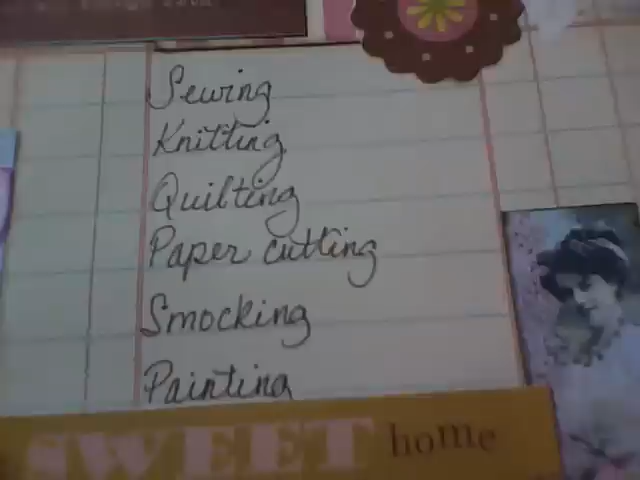 Sewing
Knitting
Quilting
Paper cutting
Smocking
Painting
SWEET home